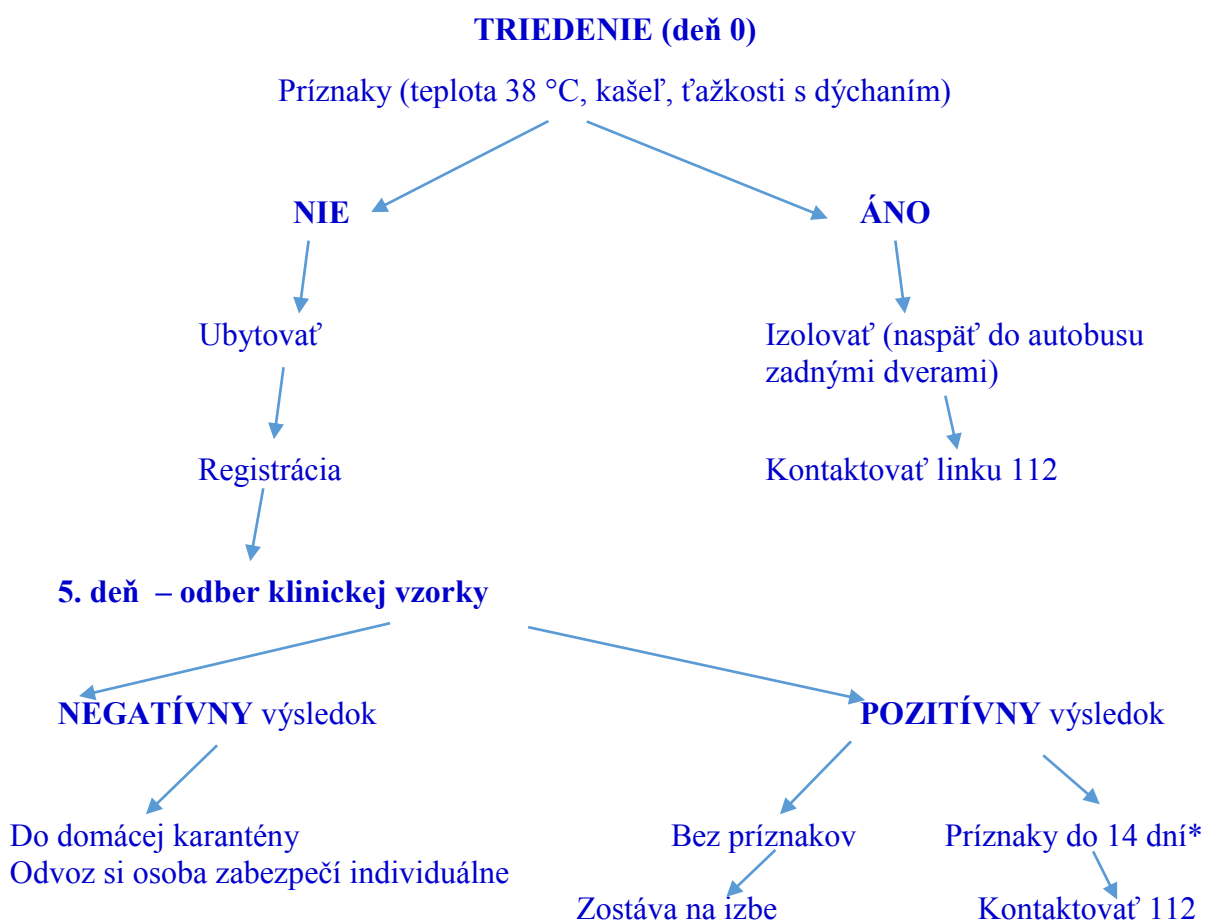 TRIEDENIE (deň 0)
Príznaky (teplota 38 °C, kašeľ, ťažkosti s dýchaním)
NIE
ÁNO
Ubytovať
Izolovať (naspäť do autobusu
zadnými dverami)
Registrácia
Kontaktovať linku 112
5. deň – odber klinickej vzorky
NEGATÍVNY výsledok
POZITÍVNY výsledok
Do domácej karantény
Odvoz si osoba zabezpečí individuálne
Bez príznakov
Príznaky do 14 dní*
Zostáva na izbe
Kontaktovať 112